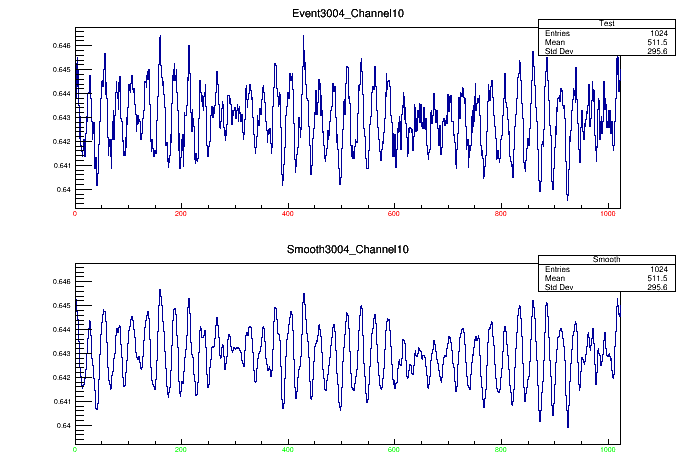 Event3004_Channel10
Test
Entries 1024
Mean 511.5
Std Dev 295.6
0.646
0.645
0.644
0.643
0.642
0.641
0.64
0 200 400 600 800 1000
Smooth3004_Channel10
Smooth
Entries 1024
Mean 511.5
Std Dev 295.6
0.646
0.645
0.644
0.643
0.642
0.641
0.64
0 200 400 600 800 1000